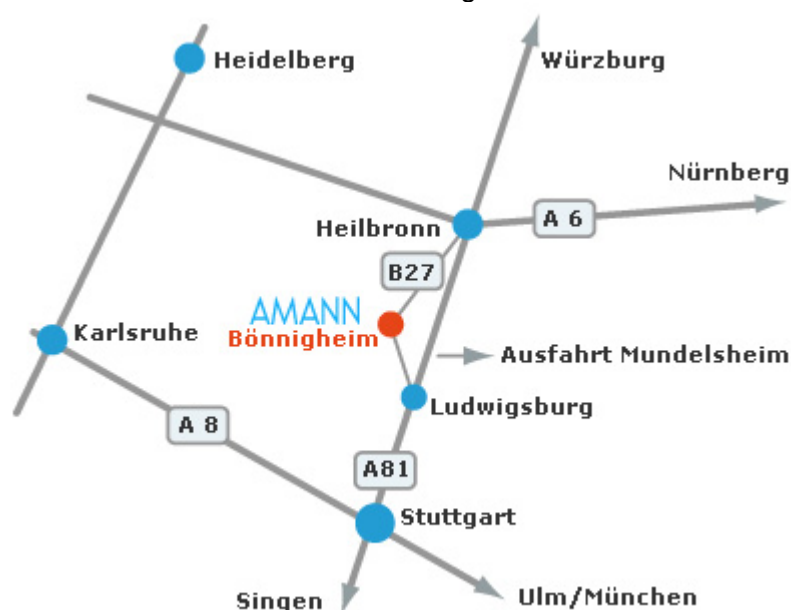 Heidelberg
Würzburg
Nürnberg
Heilbronn
A 6
B27
AMANN
Bönnigheim
Karlsruhe
Ausfahrt Mundelsheim
Ludwigsburg
A 8
A81
Stuttgart
Singen
Ulm/München